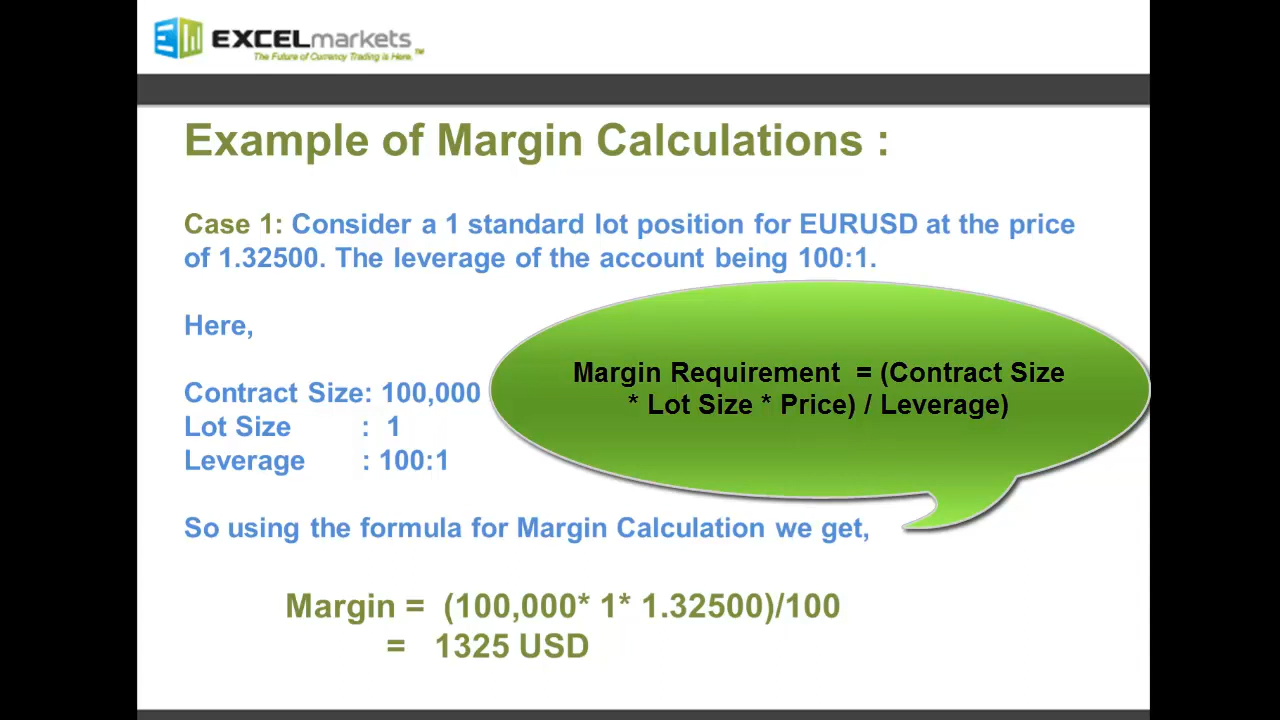 EXCELmarkets
The Future of Currency Trading is Here.™
Example of Margin Calculations :
Case 1: Consider a 1 standard lot position for EURUSD at the price
of 1.32500. The leverage of the account being 100:1.
Here,
Margin Requirement = (Contract Size
* Lot Size * Price) / Leverage)
Contract Size: 100,000
Lot Size : 1
Leverage : 100:1
So using the formula for Margin Calculation we get,
Margin = (100,000* 1* 1.32500)/100
= 1325 USD